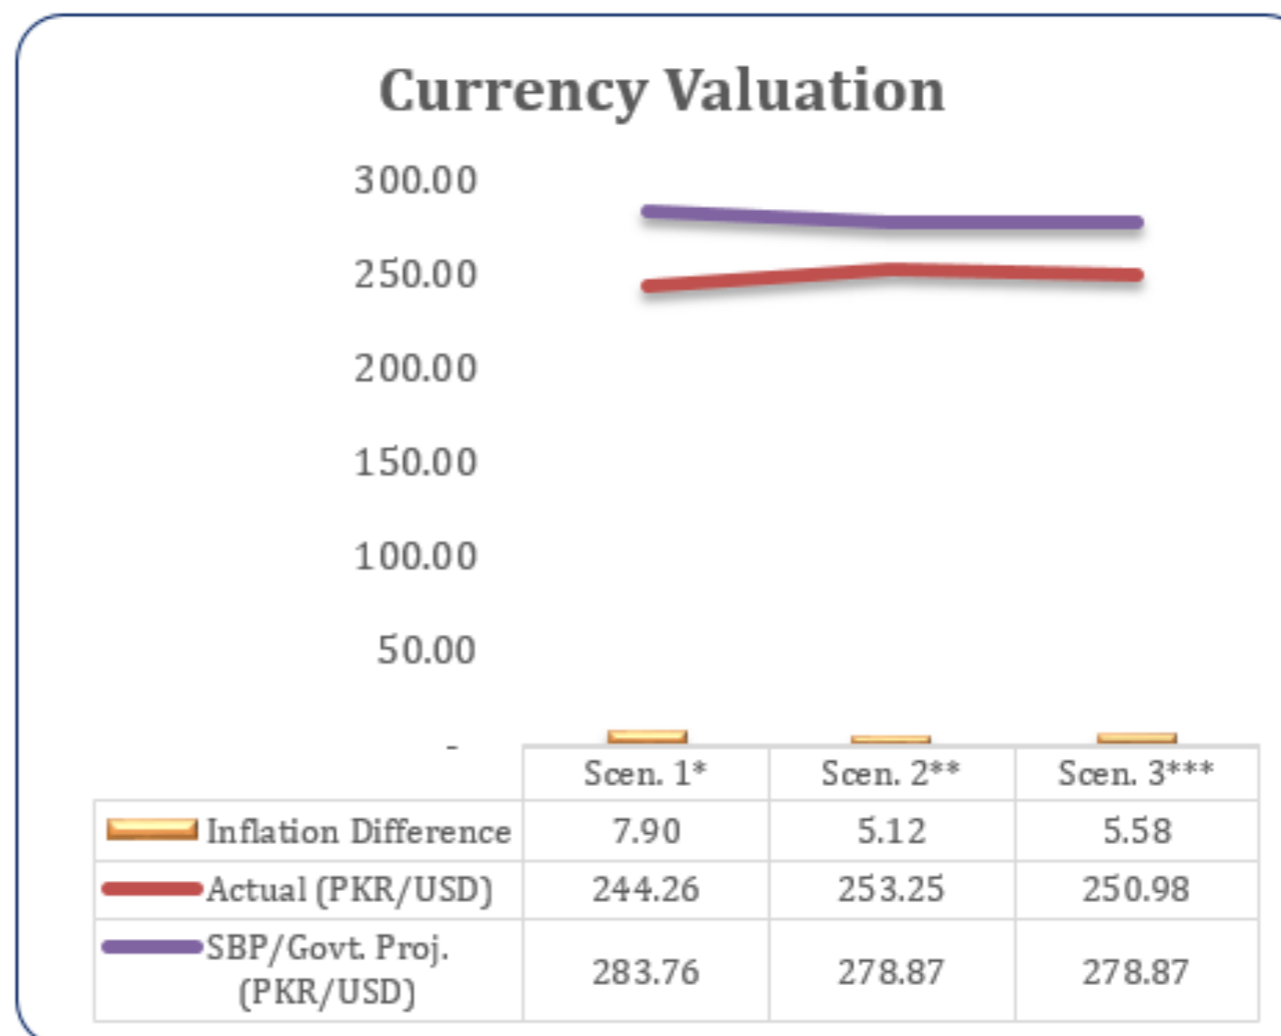 Currency Valuation
300.00
250.00
200.00
150.00
100.00
50.00
-
Scen. 1* Scen. 2** Scen. 3***
Inflation Difference 7.90 5.12 5.58
Actual (PKR/USD) 244.26 253.25 250.98
SBP/Govt. Proj.
(PKR/USD) 283.76 278.87 278.87